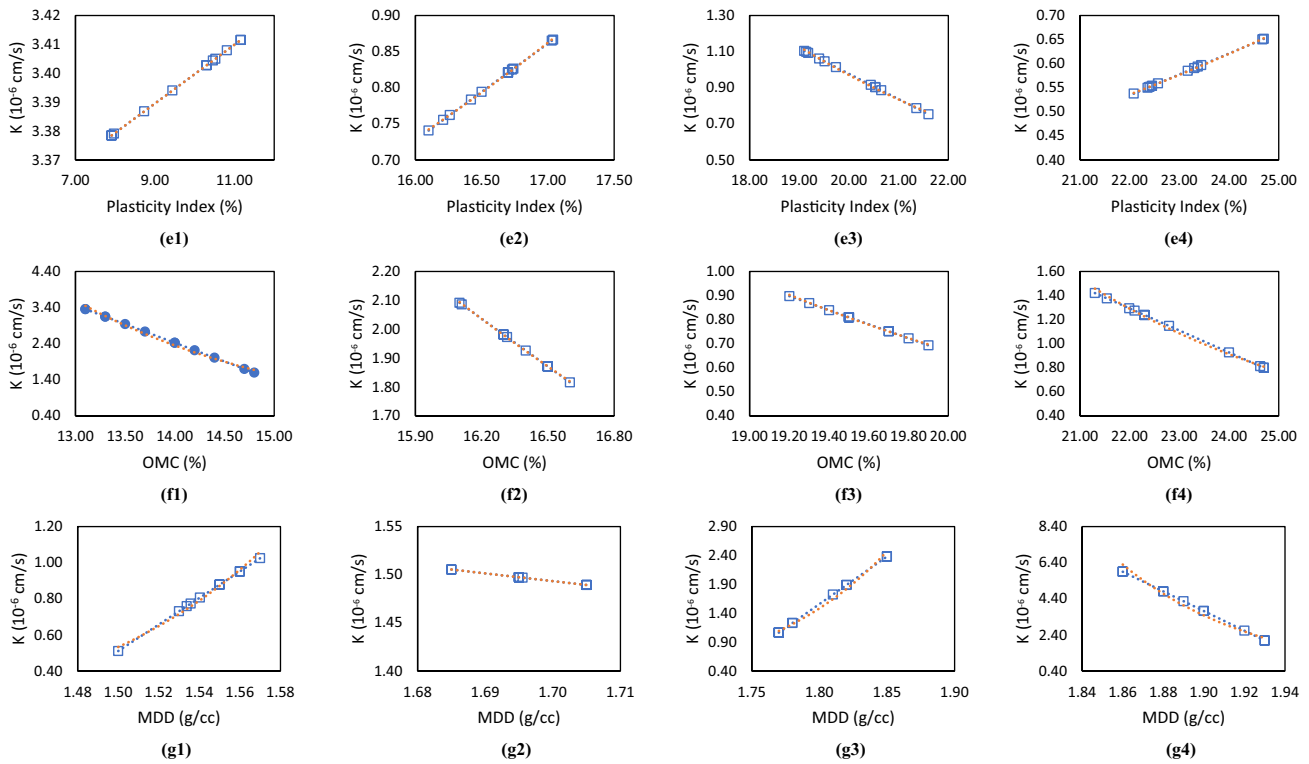 3.42
3.41
3.40
3.38
3.37
K (10⁻⁶ cm/s)
7.00 9.00 11.00
Plasticity Index (%)
(e1)
0.90
0.85
0.80
0.75
0.70
K (10⁻⁶ cm/s)
16.00 16.50 17.00 17.50
Plasticity Index (%)
(e2)
1.30
1.10
0.90
0.70
0.50
K (10⁻⁶ cm/s)
18.00 19.00 20.00 21.00 22.00
Plasticity Index (%)
(e3)
0.70
0.65
0.60
0.55
0.50
0.45
0.40
K (10⁻⁶ cm/s)
21.00 22.00 23.00 24.00 25.00
Plasticity Index (%)
(e4)
4.40
3.40
2.40
1.40
0.40
K (10⁻⁶ cm/s)
13.00 13.50 14.00 14.50 15.00
OMC (%)
(f1)
2.10
2.00
1.90
1.80
1.70
K (10⁻⁶ cm/s)
15.90 16.20 16.50 16.80
OMC (%)
(f2)
1.00
0.90
0.80
0.70
0.60
0.50
0.40
K (10⁻⁶ cm/s)
19.00 19.20 19.40 19.60 19.80 20.00
OMC (%)
(f3)
1.60
1.40
1.20
1.00
0.80
0.60
0.40
K (10⁻⁶ cm/s)
21.00 22.00 23.00 24.00 25.00
OMC (%)
(f4)
1.20
1.00
0.80
0.60
0.40
K (10⁻⁶ cm/s)
1.48 1.50 1.52 1.54 1.56 1.58
MDD (g/cc)
(g1)
1.55
1.50
1.45
1.40
K (10⁻⁶ cm/s)
1.68 1.69 1.70 1.71
MDD (g/cc)
(g2)
2.90
2.40
1.90
1.40
0.90
0.40
K (10⁻⁶ cm/s)
1.75 1.80 1.85 1.90
MDD (g/cc)
(g3)
8.40
6.40
4.40
2.40
0.40
K (10⁻⁶ cm/s)
1.84 1.86 1.88 1.90 1.92 1.94
MDD (g/cc)
(g4)